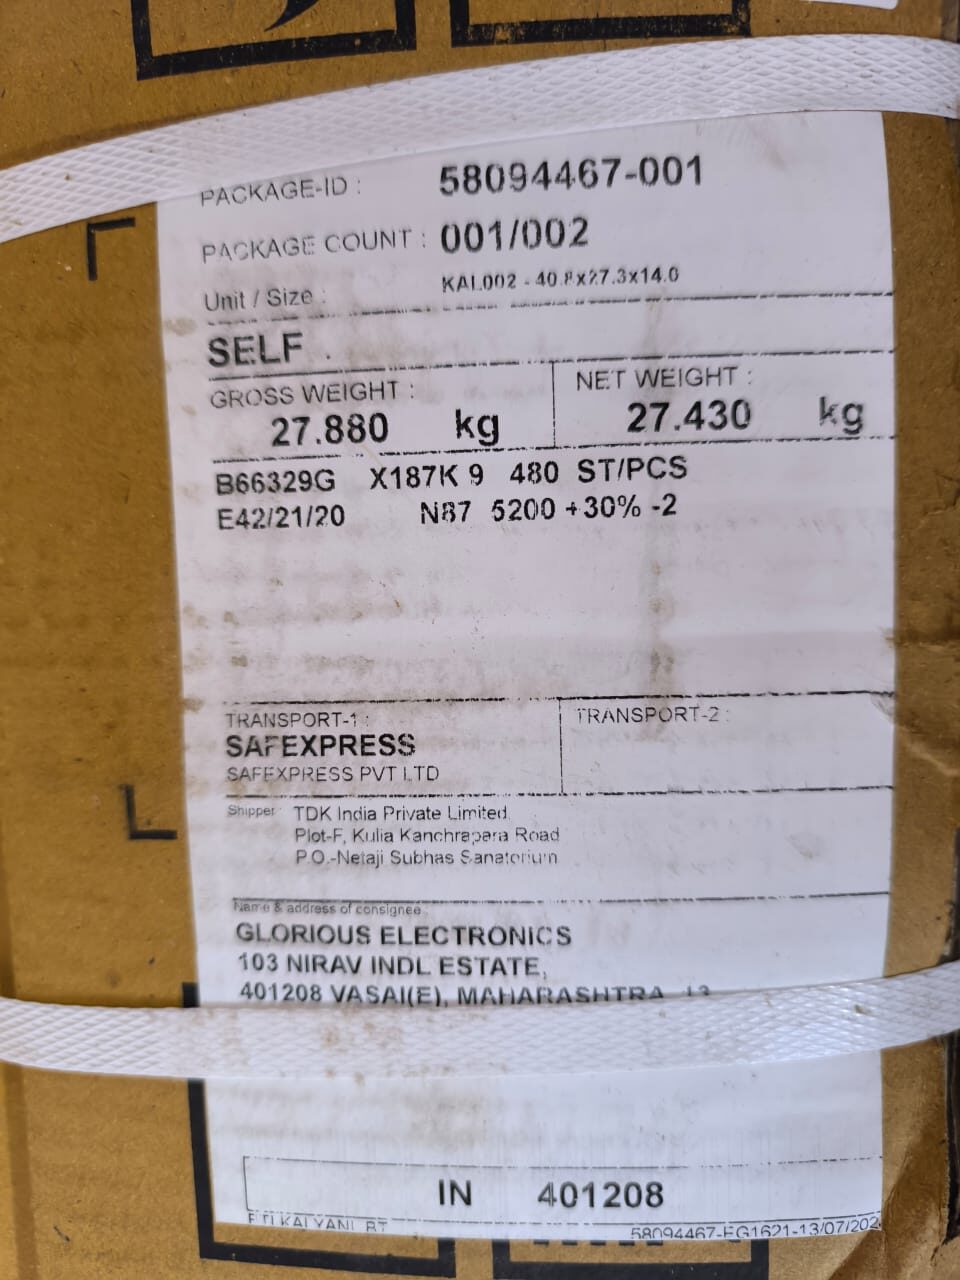 PACKAGE-ID : 58094467-001
PACKAGE COUNT : 001/002
Unit / Size : KAL002 - 40.8x27.3x14.0
SELF .
GROSS WEIGHT : NET WEIGHT :
27.880 kg 27.430 kg
B66329G X187K 9 480 ST/PCS
E42/21/20 N87 5200 +30% -2
TRANSPORT-1 : TRANSPORT-2 :
SAFEXPRESS
SAFEXPRESS PVT LTD
Shipper : TDK India Private Limited
Plot-F, Kulia Kanchrapara Road
P.O.-Netaji Subhas Sanatorium
Name & address of consignee
GLORIOUS ELECTRONICS
103 NIRAV INDL ESTATE,
401208 VASAI(E), MAHARASHTRA 13
IN 401208
KALYANI
58094467-EG1621-13/07/202